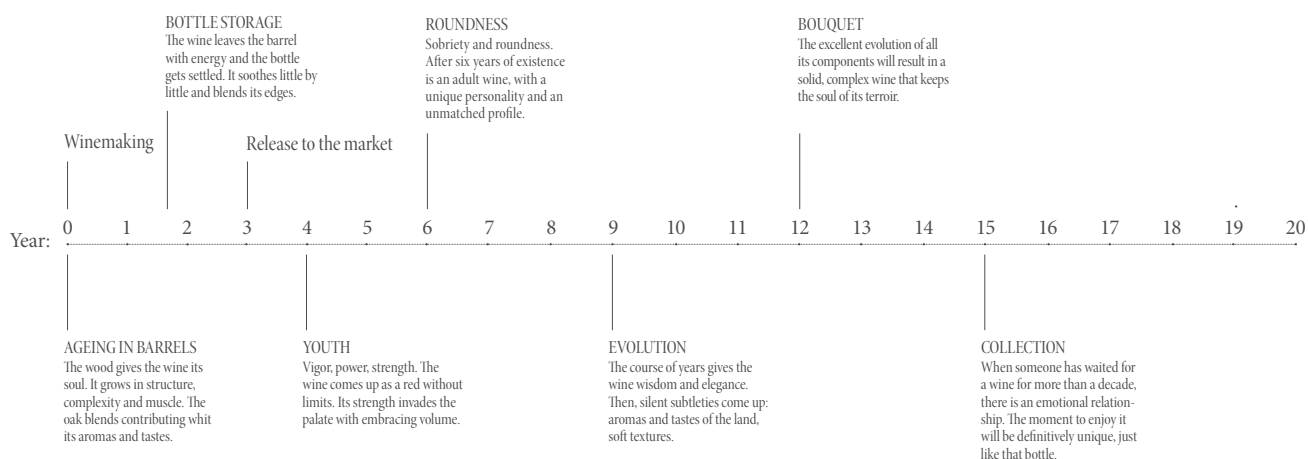 BOTTLE STORAGE
The wine leaves the barrel
with energy and the bottle
gets settled. It soothes little by
little and blends its edges.
ROUNDNESS
Sobriety and roundness.
After six years of existence
is an adult wine, with a
unique personality and an
unmatched profile.
BOUQUET
The excellent evolution of all
its components will result in a
solid, complex wine that keeps
the soul of its terroir.
Winemaking
Release to the market
Year: 0 1 2 3 4 5 6 7 8 9 10 11 12 13 14 15 16 17 18 19 20
AGEING IN BARRELS
The wood gives the wine its
soul. It grows in structure,
complexity and muscle. The
oak blends contributing whit
its aromas and tastes.
YOUTH
Vigor, power, strength. The
wine comes up as a red without
limits. Its strength invades the
palate with embracing volume.
EVOLUTION
The course of years gives the
wine wisdom and elegance.
Then, silent subtleties come up:
aromas and tastes of the land,
soft textures.
COLLECTION
When someone has waited for
a wine for more than a decade,
there is an emotional relation-
ship. The moment to enjoy it
will be definitively unique, just
like that bottle.